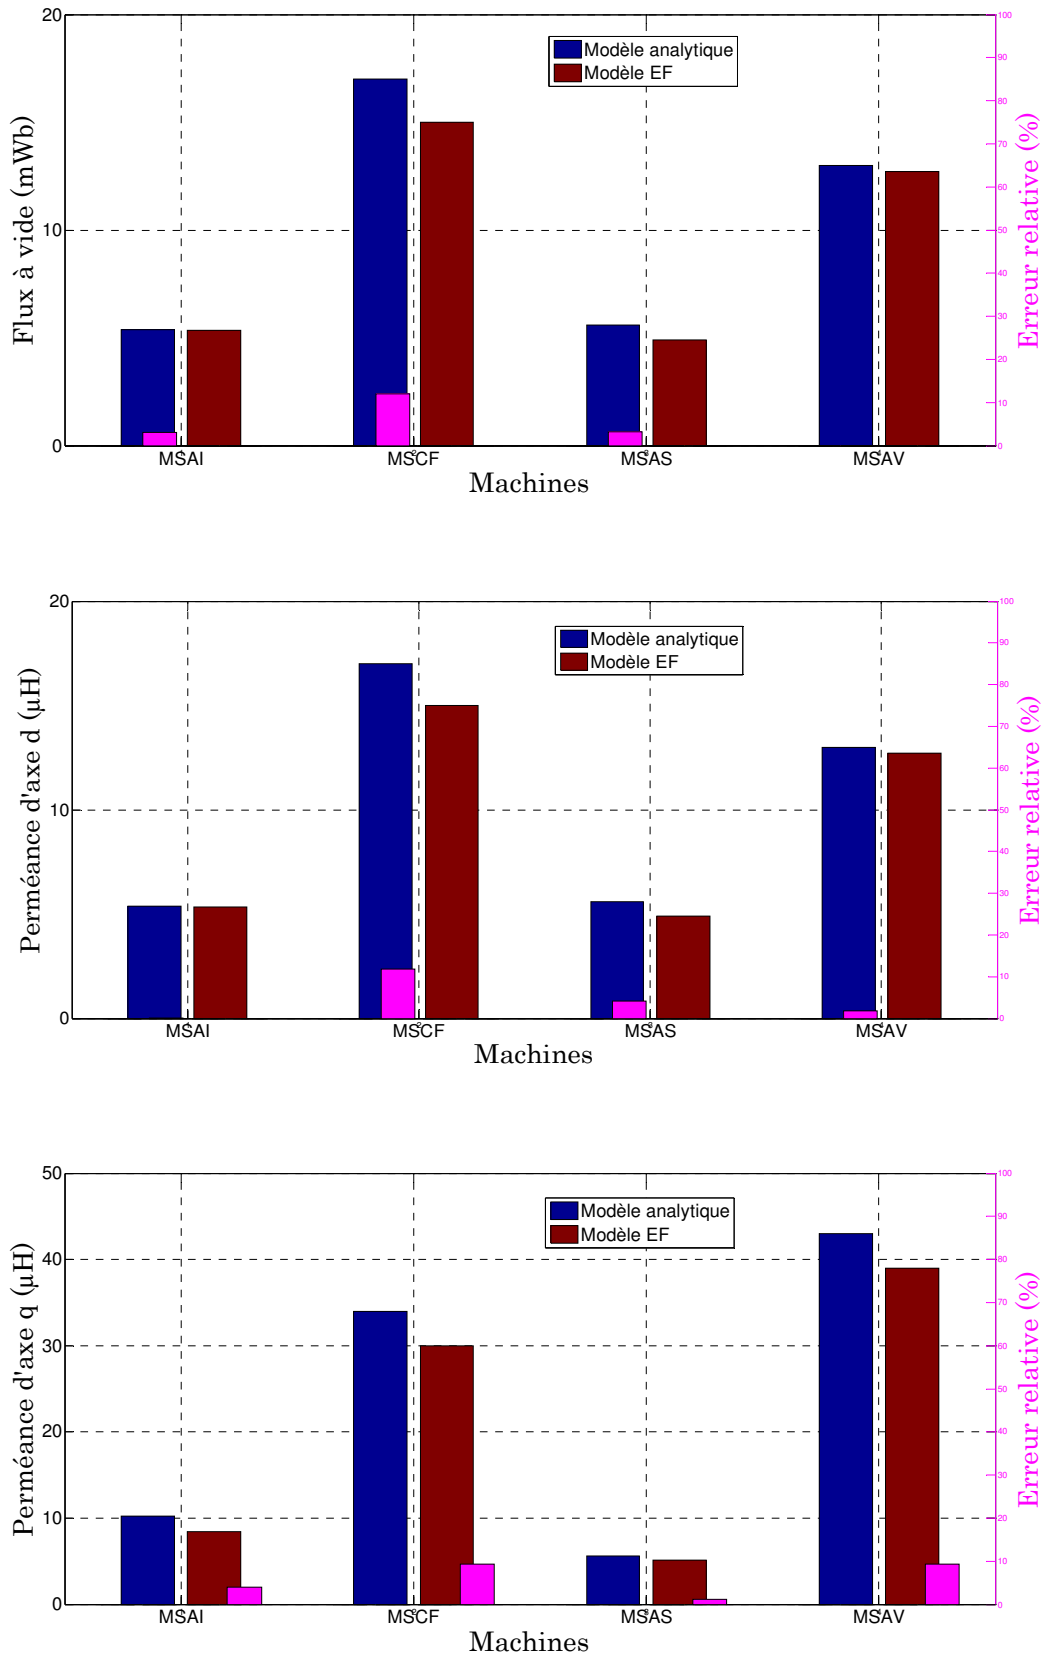 20
10
0
Flux à vide (mWb)
Modèle analytique
Modèle EF
100
90
80
70
60
50
40
30
20
10
0
Erreur relative (%)
MSAI
MSCF
MSAS
MSAV
Machines
20
10
0
Perméance d'axe d (µH)
Modèle analytique
Modèle EF
100
90
80
70
60
50
40
30
20
10
0
Erreur relative (%)
MSAI
MSCF
MSAS
MSAV
Machines
50
40
30
20
10
0
Perméance d'axe q (µH)
Modèle analytique
Modèle EF
100
90
80
70
60
50
40
30
20
10
0
Erreur relative (%)
MSAI
MSCF
MSAS
MSAV
Machines